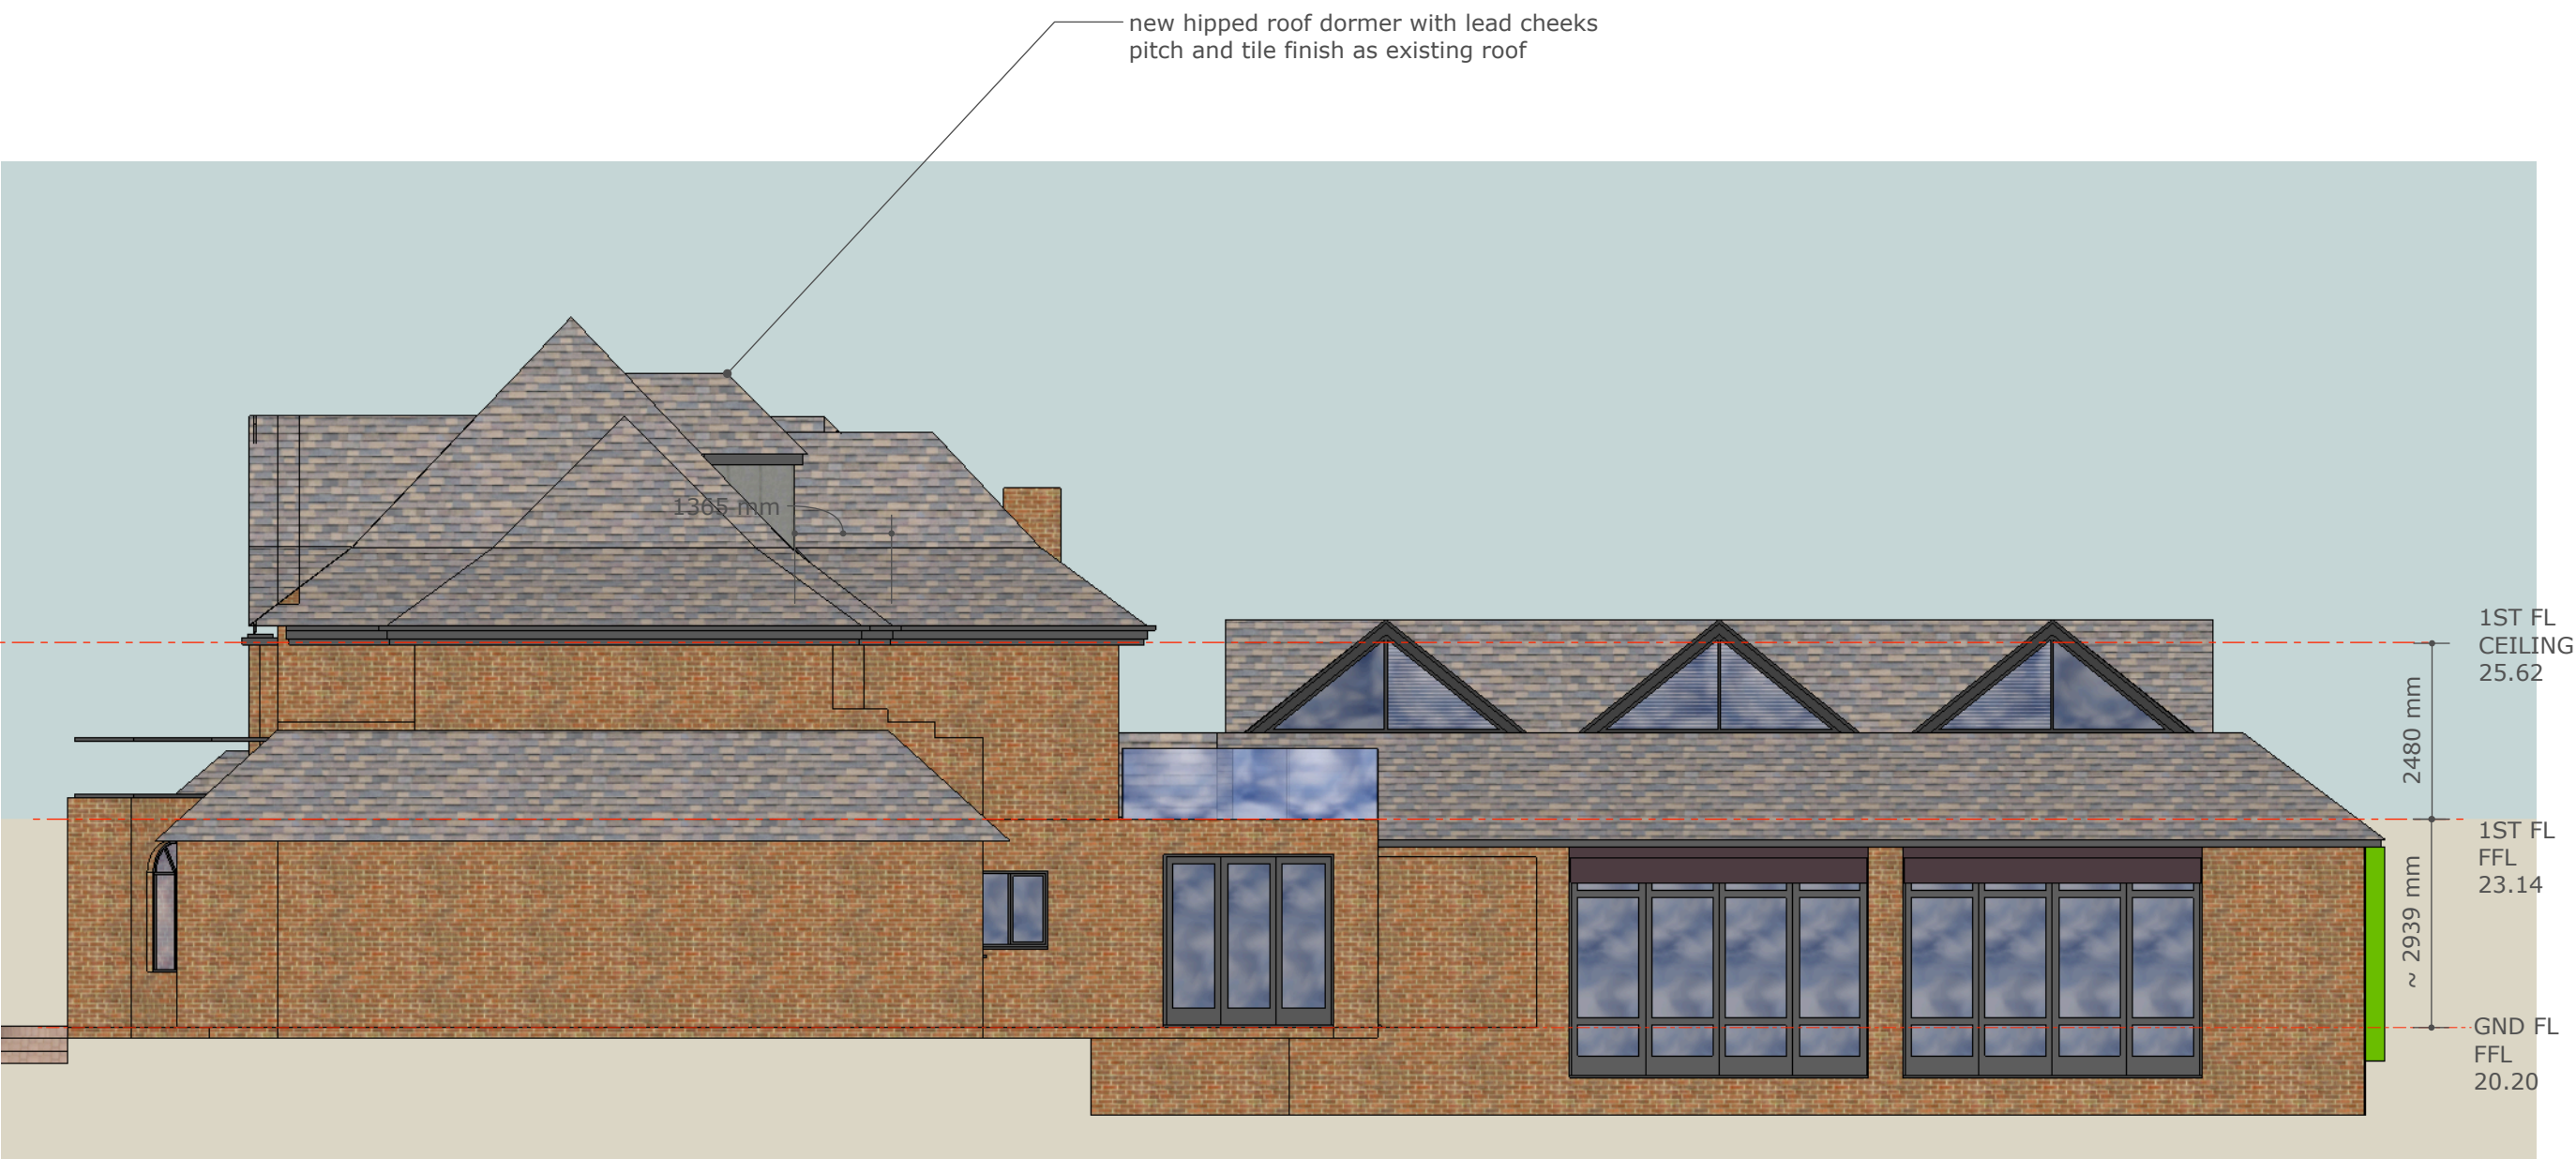 new hipped roof dormer with lead cheeks
pitch and tile finish as existing roof
1365 mm
1ST FL
CEILING
25.62
2480 mm
1ST FL
FFL
23.14
~ 2939 mm
GND FL
FFL
20.20